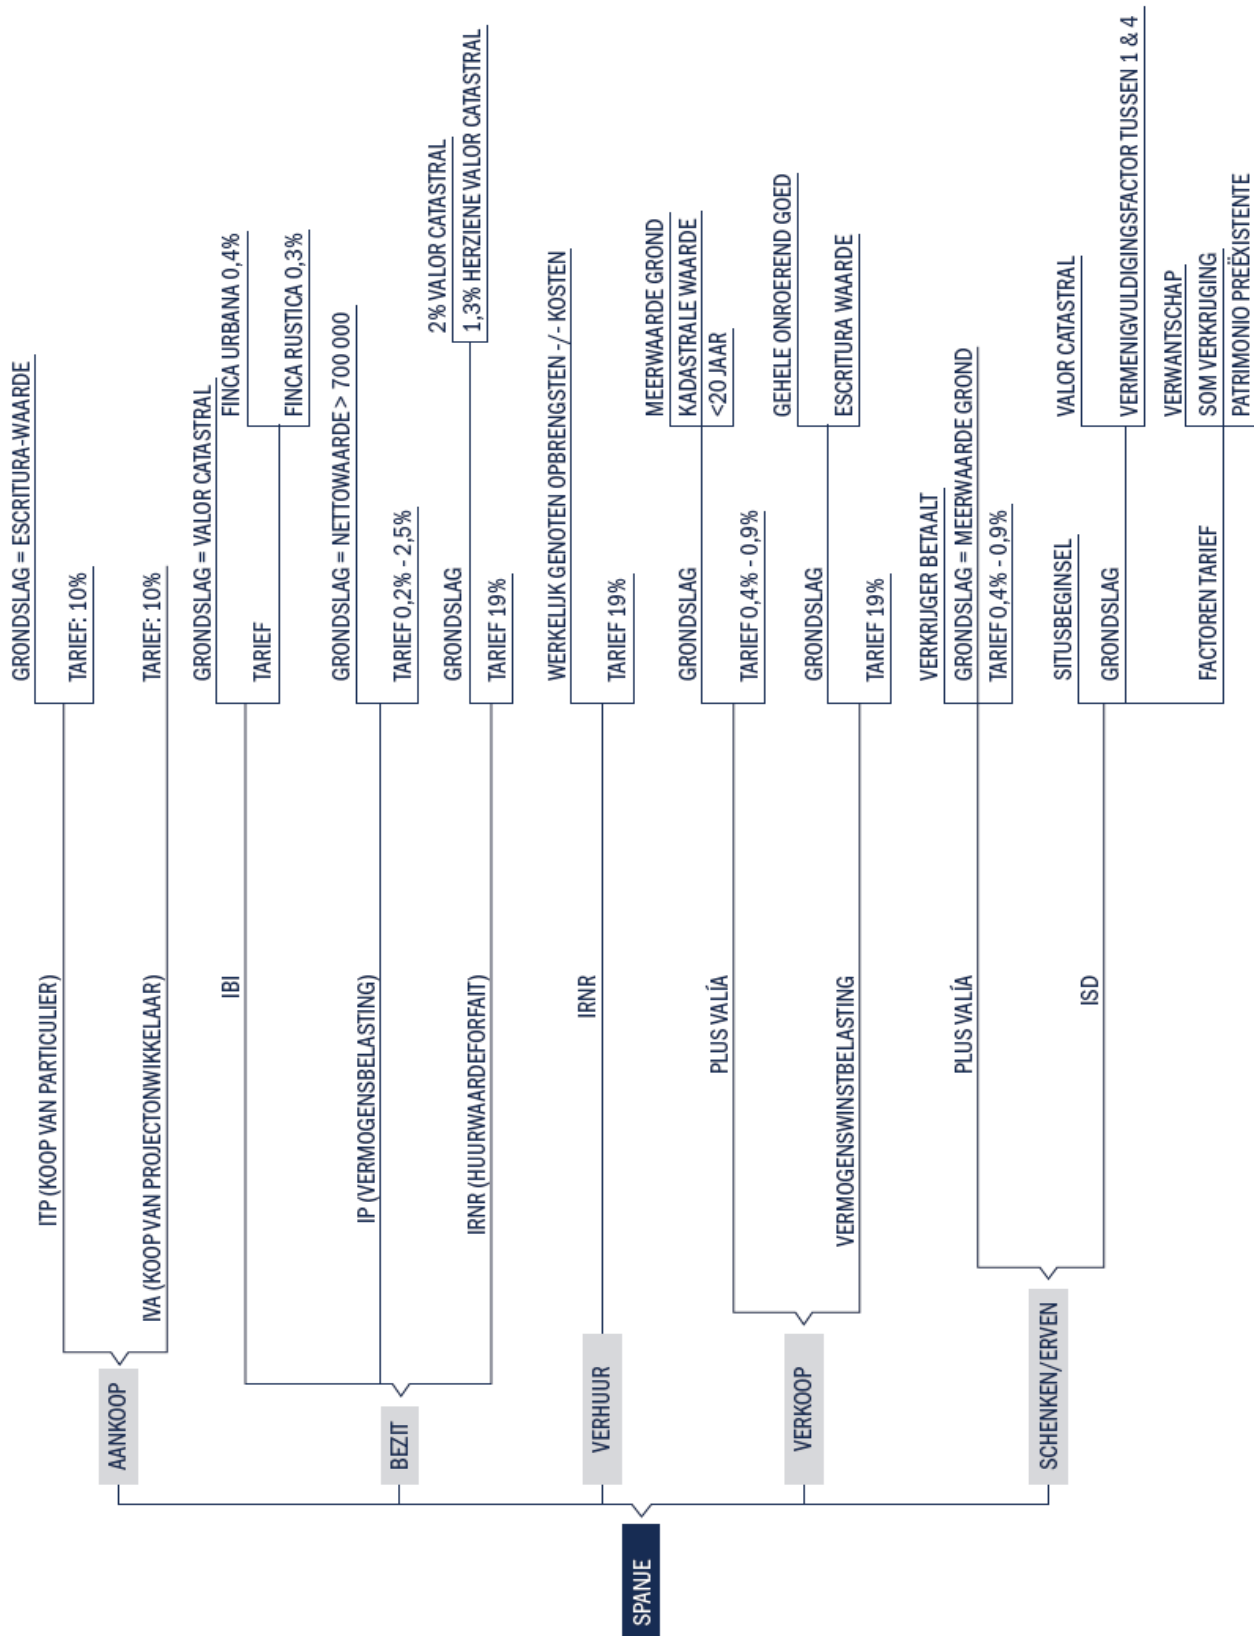 SPANJE
AANKOOP
ITP (KOOP VAN PARTICULIER)
GRONDSLAG = ESCRITURA-WAARDE
TARIEF: 10%
IVA (KOOP VAN PROJECTONWIKKELAAR)
TARIEF: 10%
BEZIT
IBI
GRONDSLAG = VALOR CATASTRAL
TARIEF
FINCA URBANA 0,4%
FINCA RUSTICA 0,3%
IP (VERMOGENSBELASTING)
GRONDSLAG = NETTOWAARDE > 700 000
TARIEF 0,2% - 2,5%
IRNR (HUURWAARDEFORFAIT)
GRONDSLAG
2% VALOR CATASTRAL
1,3% HERZIENE VALOR CATASTRAL
TARIEF 19%
VERHUUR
IRNR
WERKELIJK GENOTEN OPBRENGSTEN -/- KOSTEN
TARIEF 19%
VERKOOP
PLUS VALÍA
GRONDSLAG
MEERWAARDE GROND
KADASTRALE WAARDE
<20 JAAR
TARIEF 0,4% - 0,9%
VERMOGENSWINSTBELASTING
GRONDSLAG
GEHELE ONROEREND GOED
ESCRITURA WAARDE
TARIEF 19%
SCHENKEN/ERVEN
PLUS VALÍA
VERKRIJGER BETAALT
GRONDSLAG = MEERWAARDE GROND
TARIEF 0,4% - 0,9%
ISD
SITUSBEGINSEL
GRONDSLAG
VALOR CATASTRAL
VERMENIGVULDIGINGSFACTOR TUSSEN 1 & 4
FACTOREN TARIEF
VERWANTSCHAP
SOM VERKRIJGING
PATRIMONIO PREËXISTENTE